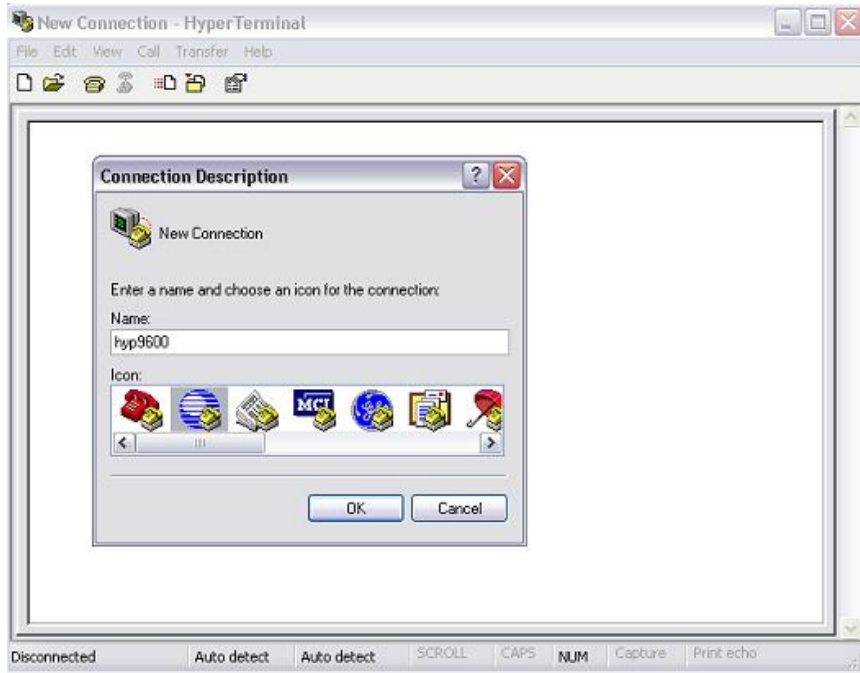 New Connection - HyperTerminal
File Edit View Call Transfer Help
Connection Description
New Connection
Enter a name and choose an icon for the connection:
Name:
hyp9600
Icon:
MCI
OK Cancel
Disconnected Auto detect Auto detect SCROLL CAPS NUM Capture Print echo